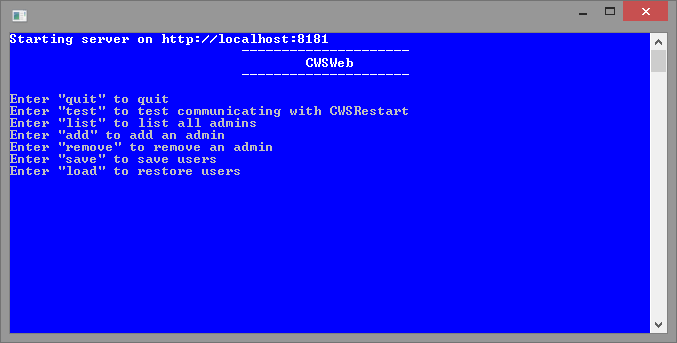 Starting server on http://localhost:8181
---------------------
CWSWeb
---------------------
Enter "quit" to quit
Enter "test" to test communicating with CWSRestart
Enter "list" to list all admins
Enter "add" to add an admin
Enter "remove" to remove an admin
Enter "save" to save users
Enter "load" to restore users